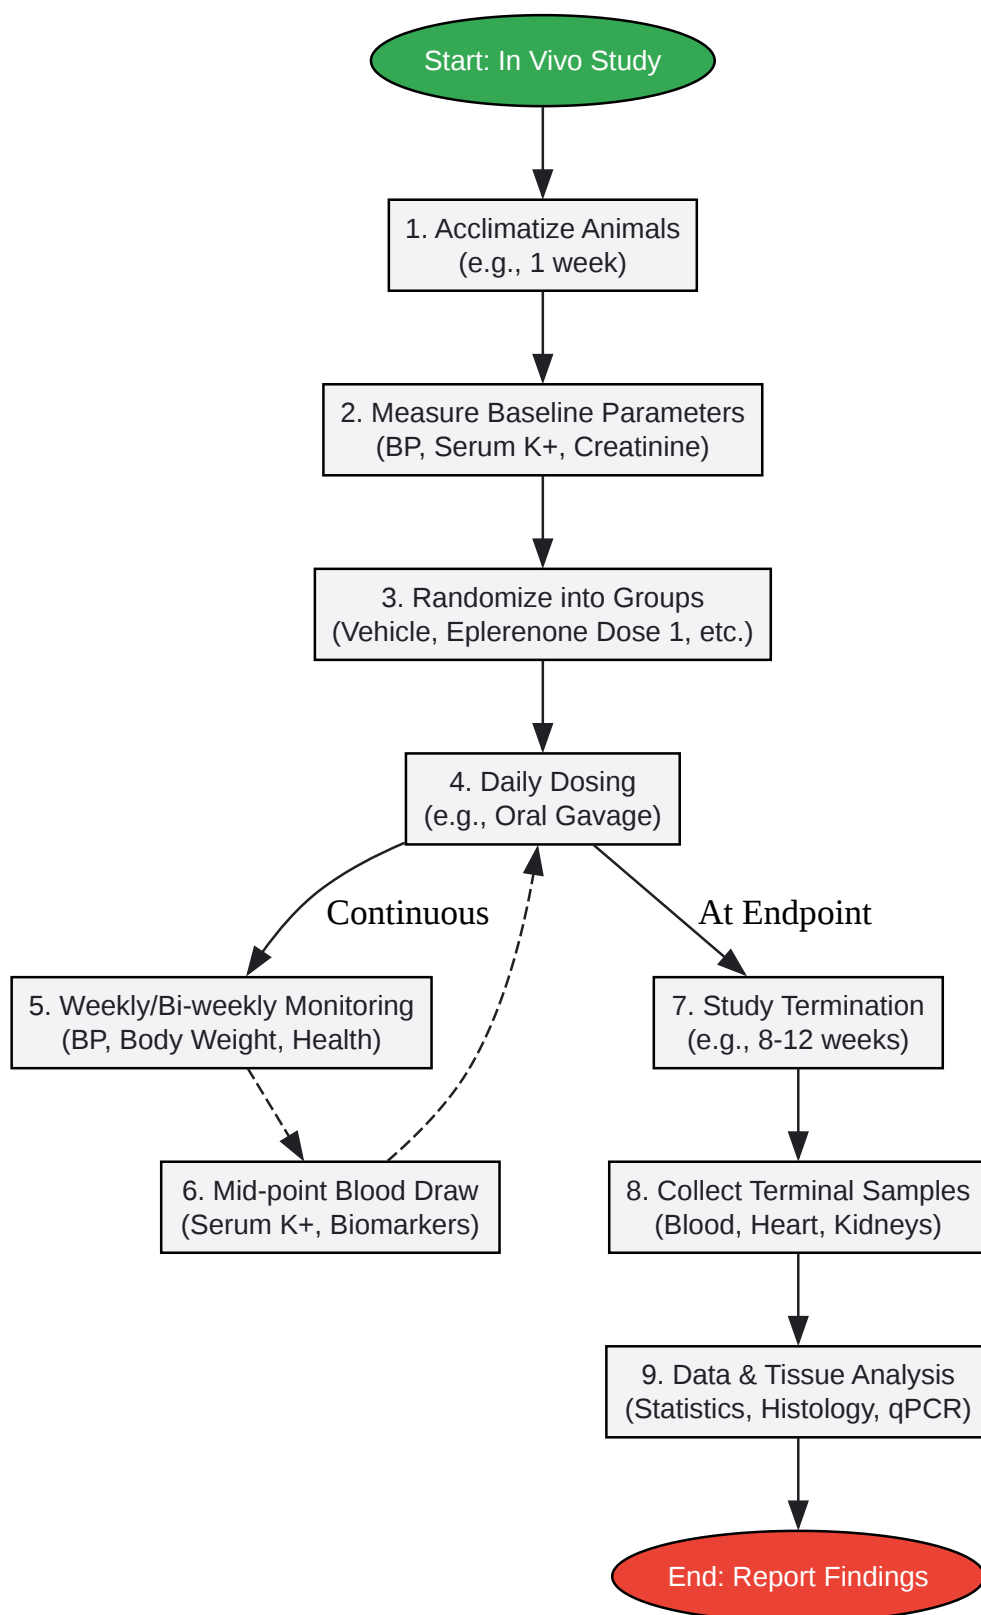 Start: In Vivo Study
1. Acclimatize Animals
(e.g., 1 week)
2. Measure Baseline Parameters
(BP, Serum K+, Creatinine)
3. Randomize into Groups
(Vehicle, Eplerenone Dose 1, etc.)
4. Daily Dosing
(e.g., Oral Gavage)
Continuous
At Endpoint
5. Weekly/Bi-weekly Monitoring
(BP, Body Weight, Health)
7. Study Termination
(e.g., 8-12 weeks)
6. Mid-point Blood Draw
(Serum K+, Biomarkers)
8. Collect Terminal Samples
(Blood, Heart, Kidneys)
9. Data & Tissue Analysis
(Statistics, Histology, qPCR)
End: Report Findings